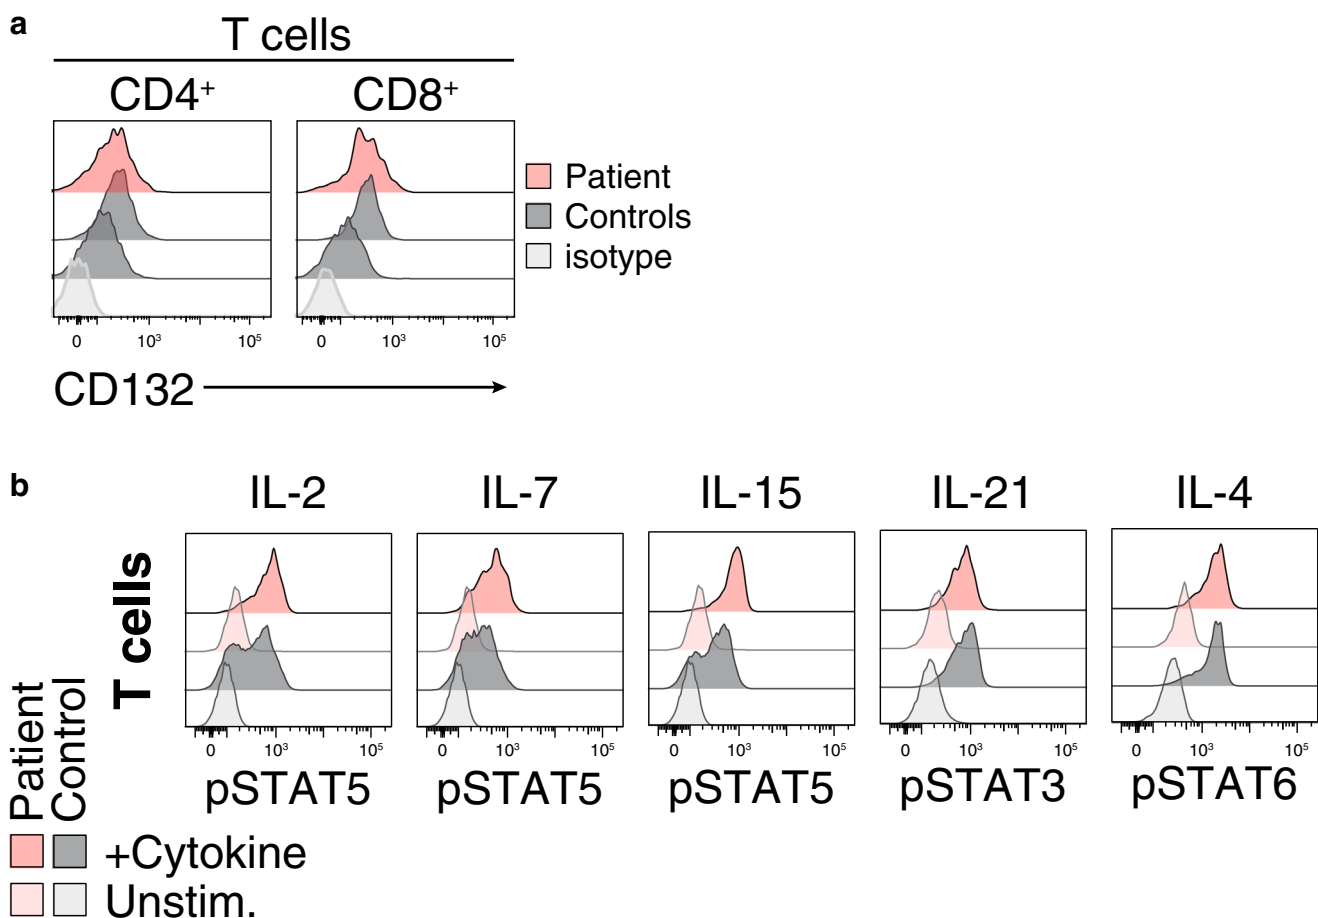 a
T cells
CD4⁺ CD8⁺
Patient
Controls
isotype
0 10³ 10⁵ 0 10³ 10⁵
CD132
b
IL-2 IL-7 IL-15 IL-21 IL-4
T cells
0 10³ 10⁵ 0 10³ 10⁵ 0 10³ 10⁵ 0 10³ 10⁵ 0 10³ 10⁵
pSTAT5 pSTAT5 pSTAT5 pSTAT3 pSTAT6
Patient
Control
+Cytokine
Unstim.